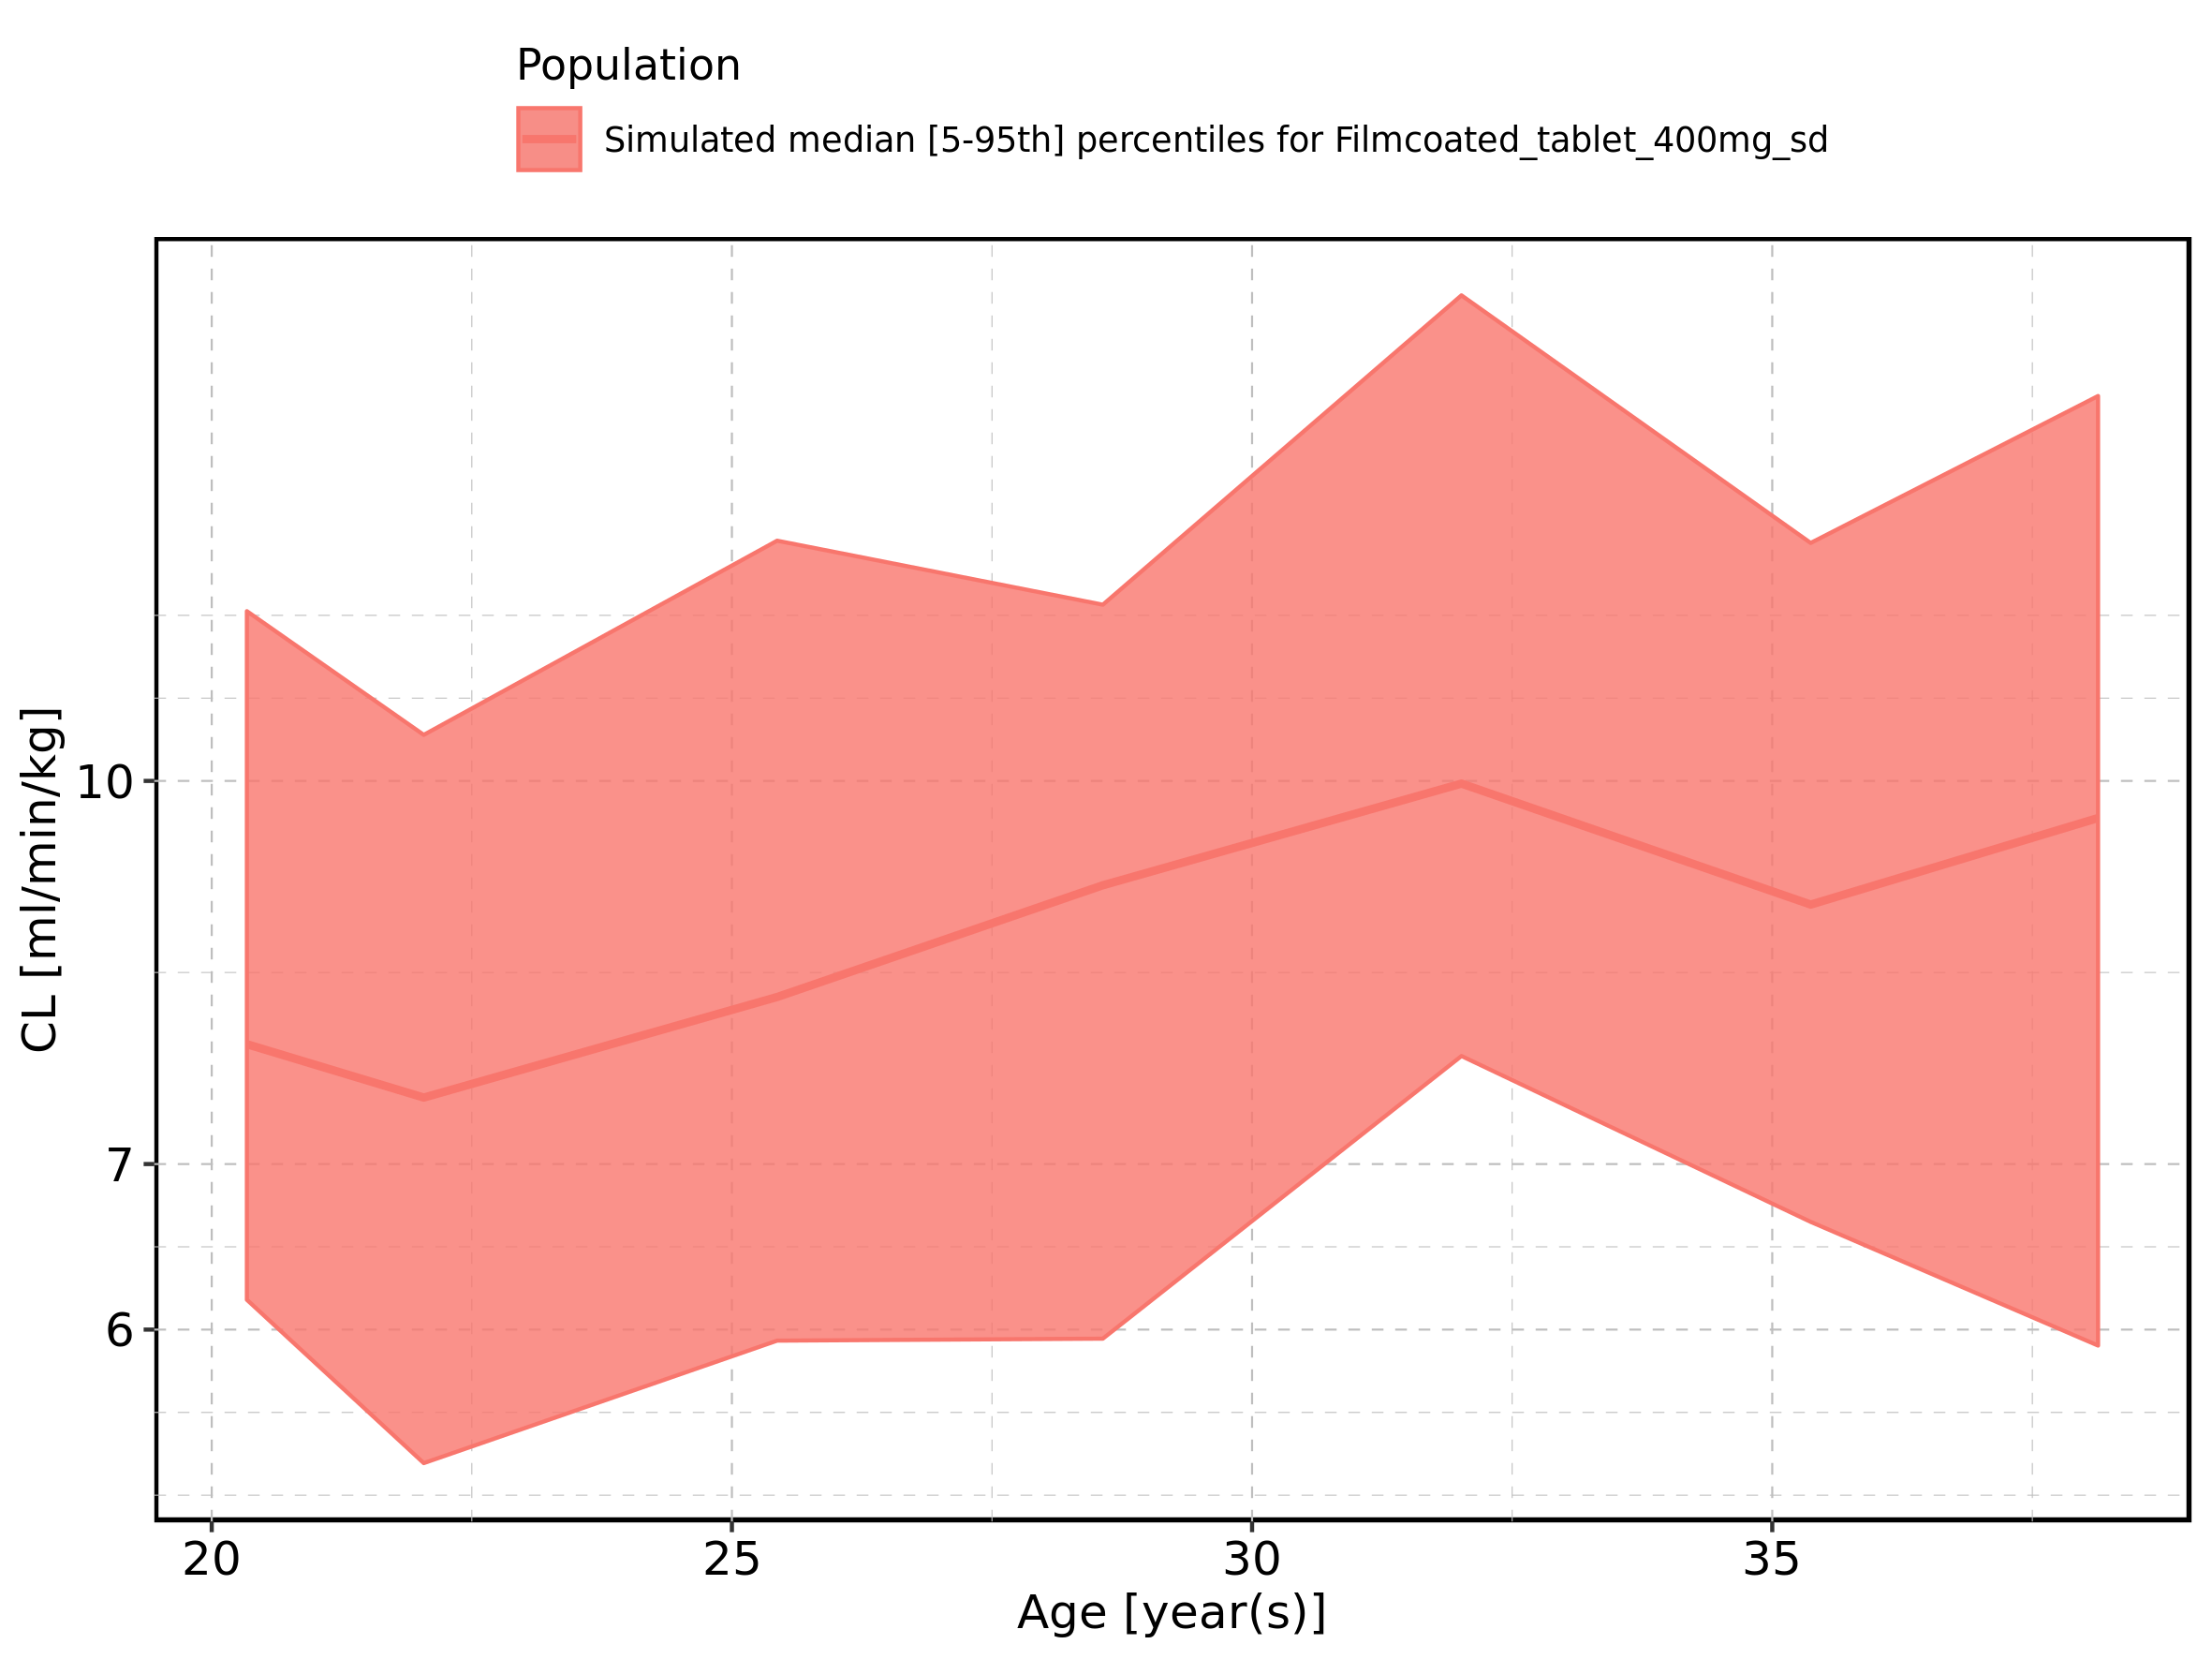 Population
Simulated median [5-95th] percentiles for Filmcoated_tablet_400mg_sd
CL [ml/min/kg]
10
7
6
20 25 30 35
Age [year(s)]